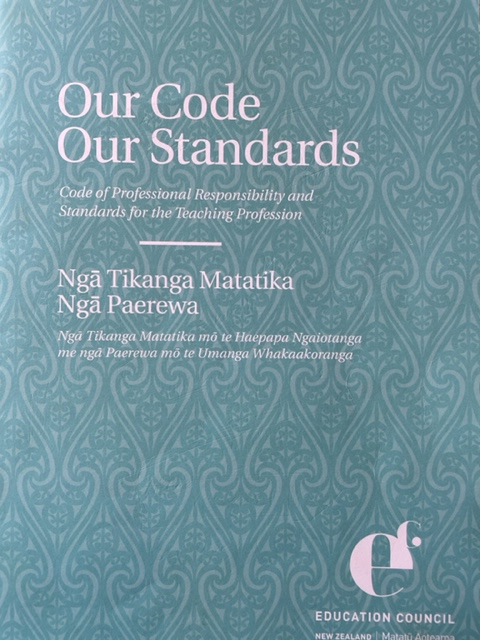 Our Code
Our Standards
Code of Professional Responsibility and
Standards for the Teaching Profession
Ngā Tikanga Matatika
Ngā Paerewa
Ngā Tikanga Matatika mō te Haepapa Ngaiotanga
me ngā Paerewa mō te Umanga Whakaakoranga
ec
EDUCATION COUNCIL
NEW ZEALAND | Matatū Aotearoa